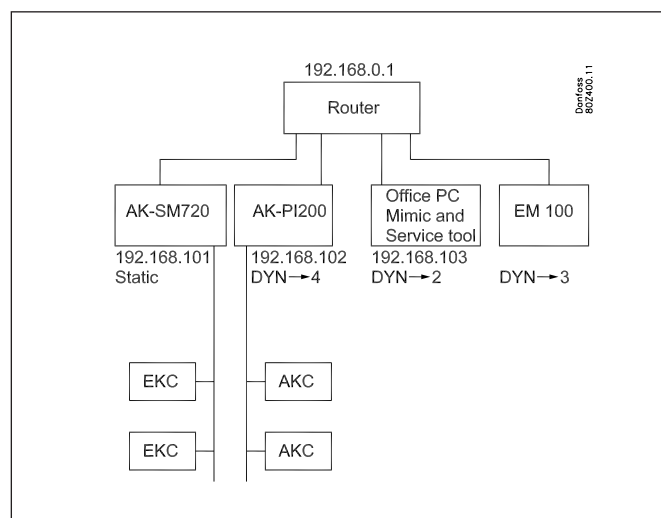 192.168.0.1
Router
Danfoss
80Z400.11
AK-SM720
AK-PI200
Office PC
Mimic and
Service tool
EM 100
192.168.101
Static
192.168.102
DYN→4
192.168.103
DYN→2
DYN→3
EKC
AKC
EKC
AKC